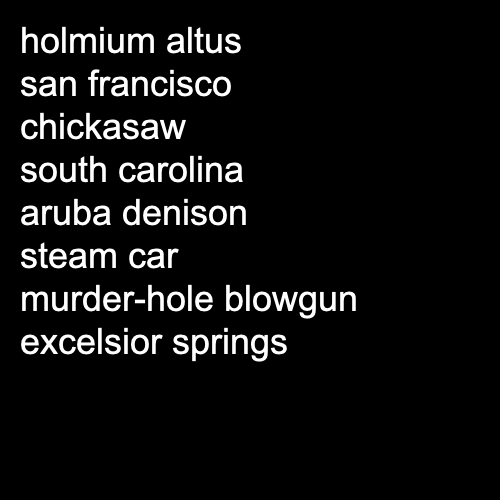 holmium altus
san francisco
chickasaw
south carolina
aruba denison
steam car
murder-hole blowgun
excelsior springs